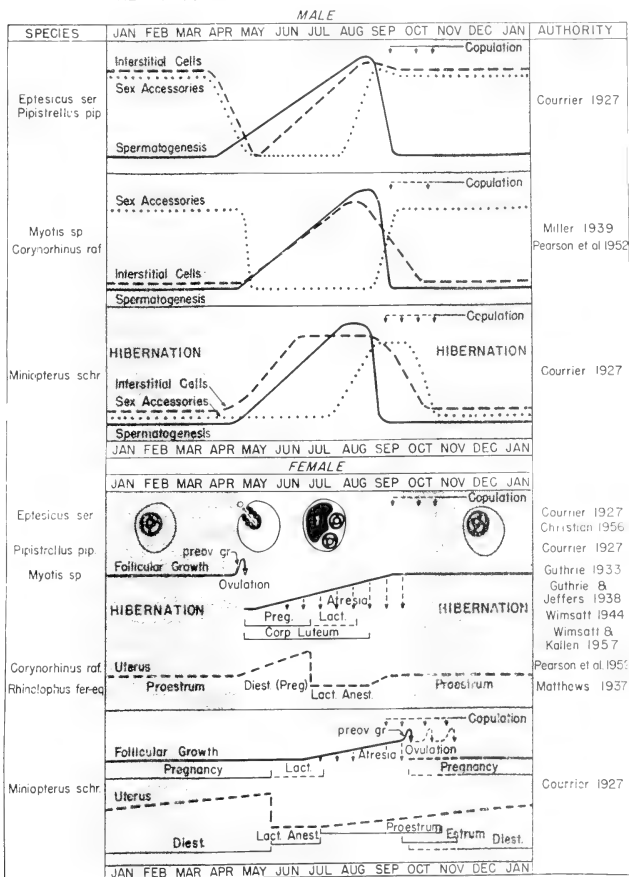 MALE
SPECIES JAN FEB MAR APR MAY JUN JUL AUG SEP OCT NOV DEC JAN AUTHORITY
Copulation
Interstitial Cells
Sex Accessories
Eptesicus ser
Pipistrellus pip
Courrier 1927
Spermatogenesis
Copulation
Sex Accessories
Myotis sp
Corynorhinus raf
Miller 1939
Pearson et al 1952
Interstitial Cells
Spermatogenesis
Copulation
HIBERNATION HIBERNATION
Miniopterus schr
Courrier 1927
Interstitial Cells
Sex Accessories
Spermatogenesis
JAN FEB MAR APR MAY JUN JUL AUG SEP OCT NOV DEC JAN
FEMALE
JAN FEB MAR APR MAY JUN JUL AUG SEP OCT NOV DEC JAN
Copulation
Eptesicus ser
Courrier 1927
Christian 1956
Pipistrellus pip.
preov gr
Courrier 1927
Myotis sp
Follicular Growth
Ovulation
Guthrie 1933
Guthrie &
Jeffers 1938
Wimsatt 1944
Wimsatt &
Kallen 1957
HIBERNATION HIBERNATION
Atresia
Preg. Lact.
Corp Luteum
Corynorhinus raf. Uterus
Pearson et al. 1952
Rhinolophus fer-eq Proestrum Diest (Preg) Proestrum Matthews 1937
Lact. Anest.
Copulation
preov gr
Follicular Growth Atresia Ovulation
Pregnancy Lact. Pregnancy
Miniopterus schr.
Courrier 1927
Uterus
Proestrum
Lact. Anest. Estrum
Diest. Diest.
JAN FEB MAR APR MAY JUN JUL AUG SEP OCT NOV DEC JAN